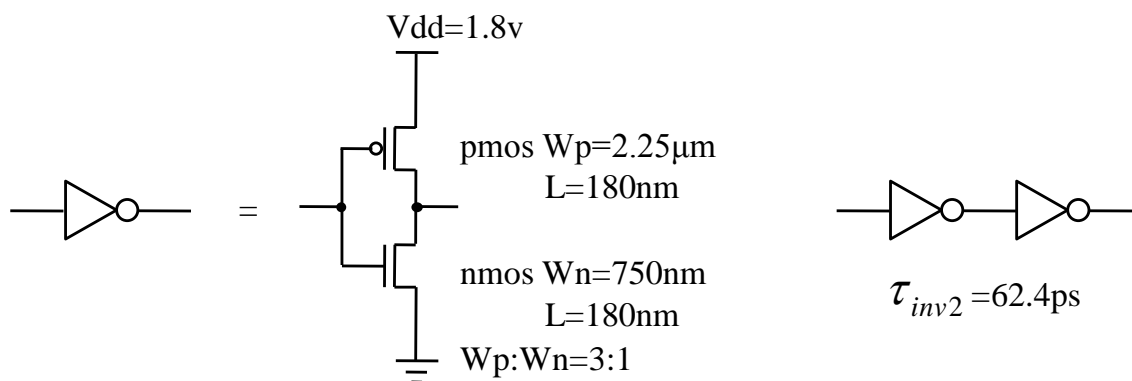 Vdd=1.8v
pmos Wp=2.25μm
L=180nm
=
nmos Wn=750nm
L=180nm
Wp:Wn=3:1
τinv2 =62.4ps